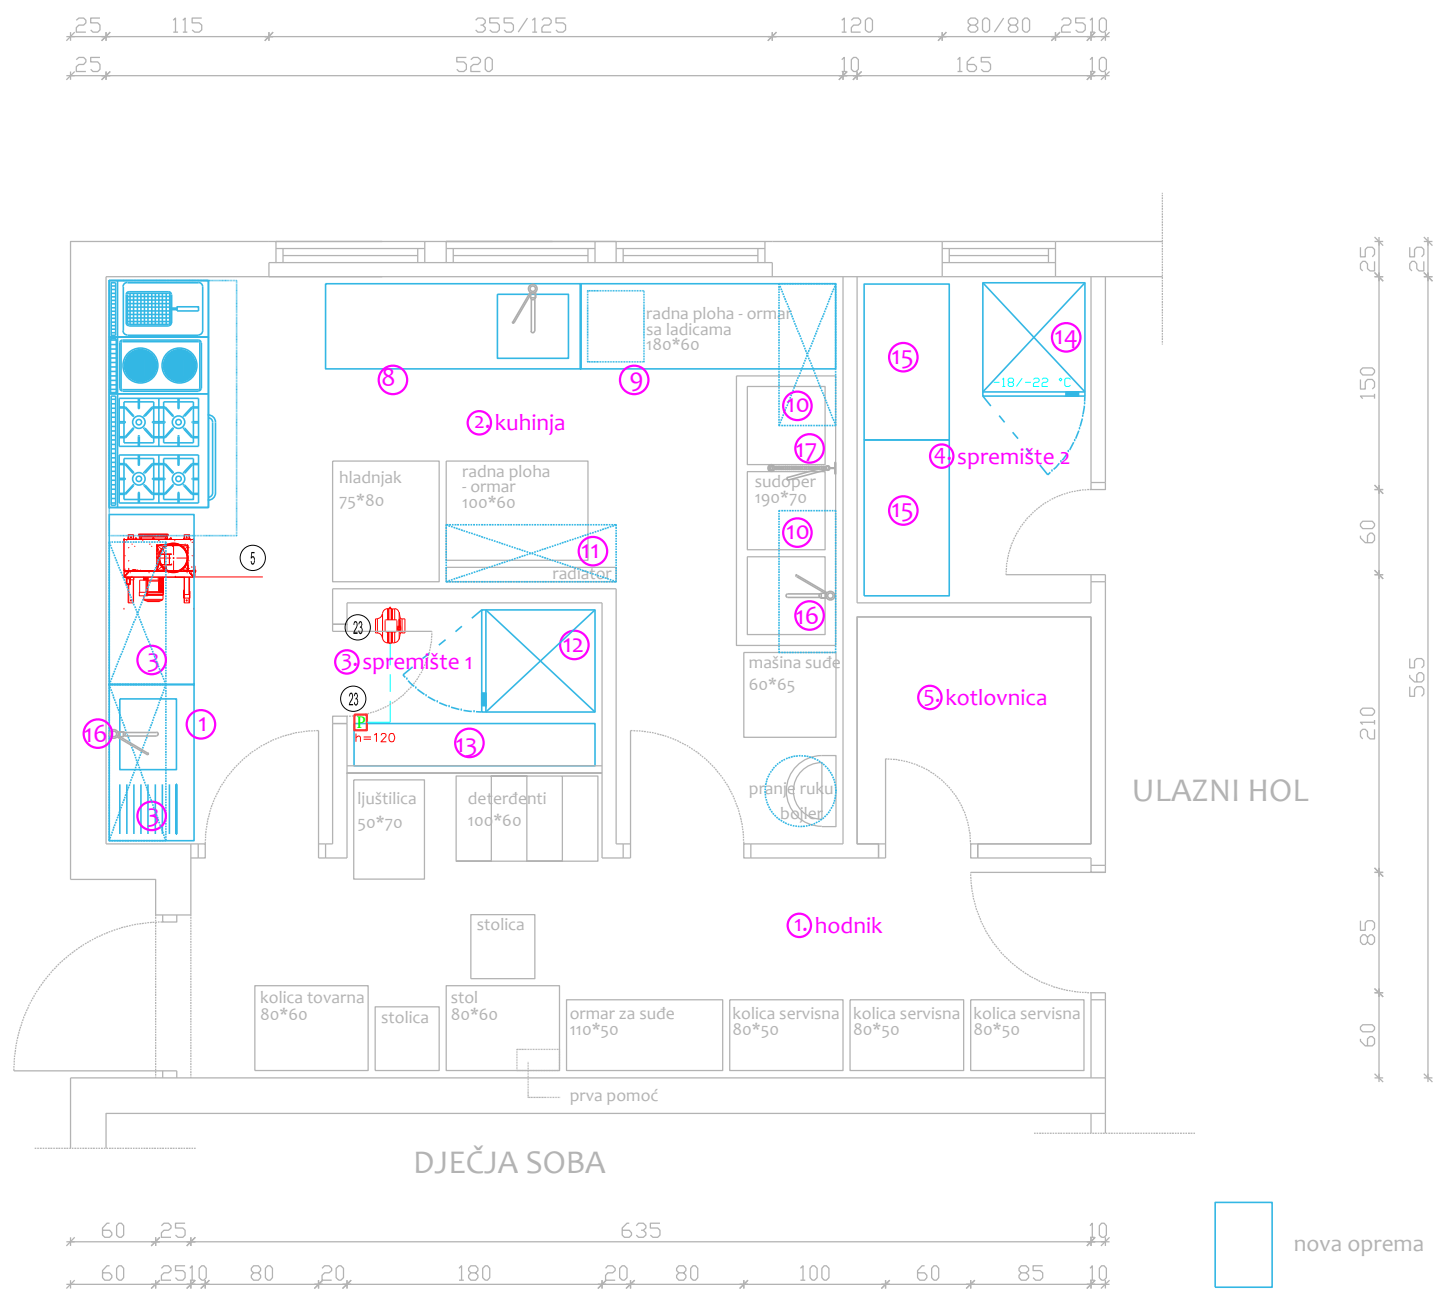 25 115 355/125 120 80/80 25 10
25 520 10 165 10
25 25
radna ploha - ormar
sa ladicama
180*60
14
15
-18/-22 °C
8
9
10
150
2. kuhinja
17
4. spremište 2
hladnjak
75*80
radna ploha
- ormar
100*60
sudoper
190*70
15
10
60
11
5
radiator
16
23
12
3
3. spremište 1
mašina suđe
60*65
565
23
5. kotlovnica
16
1
P
h=120
13
210
ULAZNI HOL
pranje ruku
bojler
3
ljuštilica
50*70
deterđenti
100*60
stolica
1. hodnik
85
kolica tovarna
80*60
stolica
stol
80*60
ormar za suđe
110*50
kolica servisna
80*50
kolica servisna
80*50
kolica servisna
80*50
60
prva pomoć
DJEČJA SOBA
60 25 635 10
nova oprema
60 25 10 80 20 180 20 80 100 60 85 10